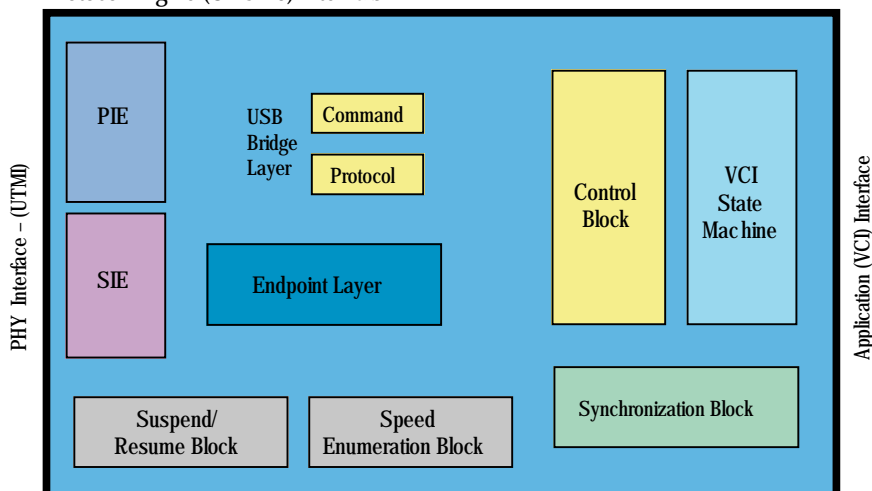 PIE
USB
Bridge
Layer
Command
Protocol
Control
Block
VCI
State
Machine
PHY Interface – (UTMI)
Application (VCI) Interface
SIE
Endpoint Layer
Suspend/
Resume Block
Speed
Enumeration Block
Synchronization Block